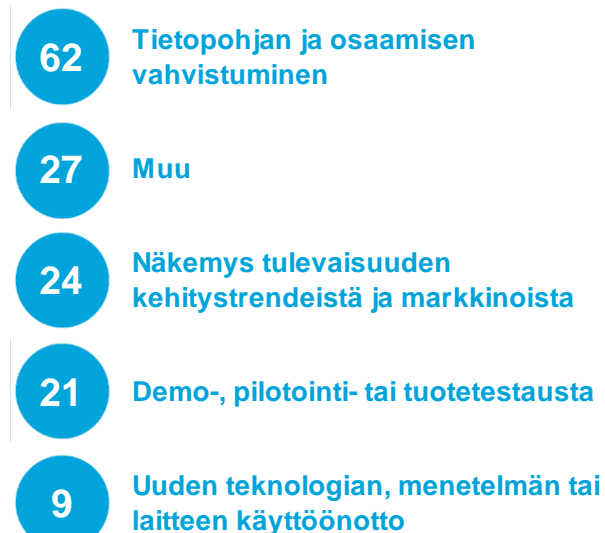 62
Tietopohjan ja osaamisen
vahvistuminen
27
Muu
24
Näkemys tulevaisuuden
kehitystrendeistä ja markkinoista
21
Demo-, pilotointi- tai tuotetestausta
9
Uuden teknologian, menetelmän tai
laitteen käyttöönotto